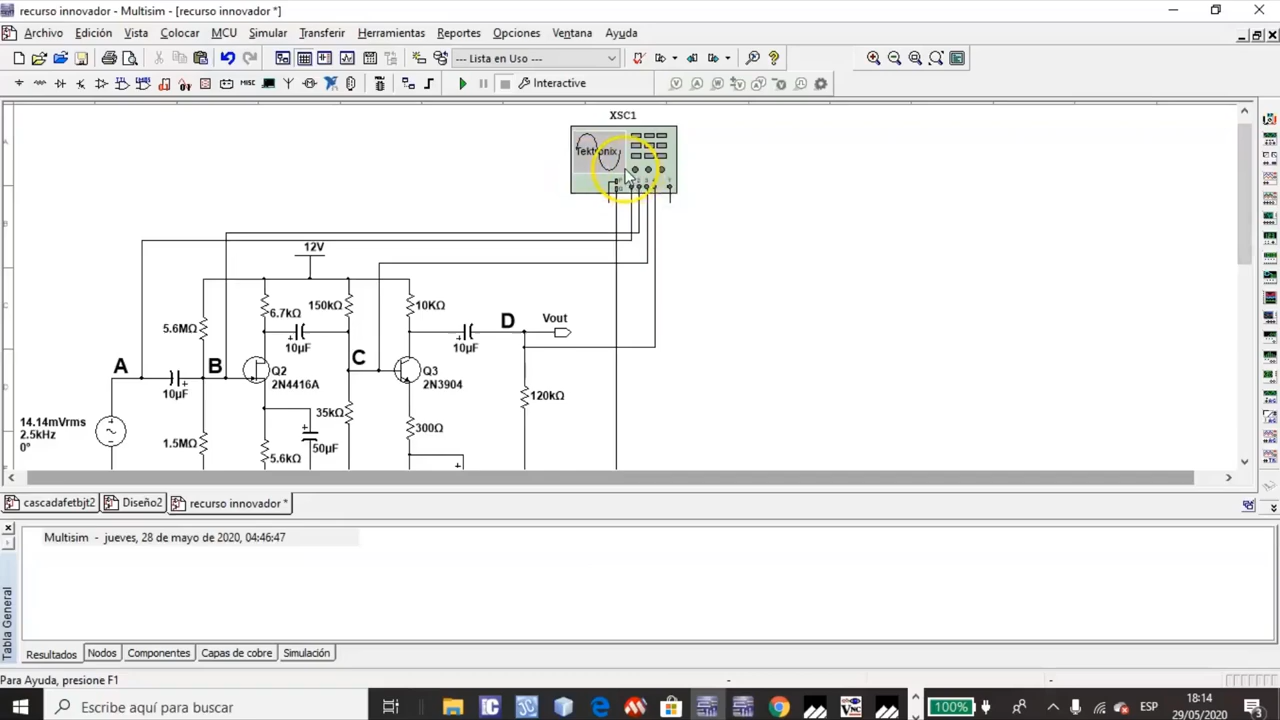 recurso innovador - Multisim - [recurso innovador *]
Archivo Edición Vista Colocar MCU Simular Transferir Herramientas Reportes Opciones Ventana Ayuda
-- Lista en Uso --
MISC Interactive
XSC1
Tektronix
12V
6.7kΩ
150kΩ
10KΩ
5.6MΩ
10µF
10µF
D
Vout
A
B
C
Q2
2N4416A
Q3
2N3904
10µF
120kΩ
14.14mVrms
2.5kHz
0°
35kΩ
300Ω
1.5MΩ
50µF
5.6kΩ
cascadafetbjt2 Diseño2 recurso innovador *
Multisim - jueves, 28 de mayo de 2020, 04:46:47
Tabla General
Resultados Nodos Componentes Capas de cobre Simulación
Para Ayuda, presione F1
- -
Escribe aquí para buscar
100%
ESP
18:14
29/05/2020
3